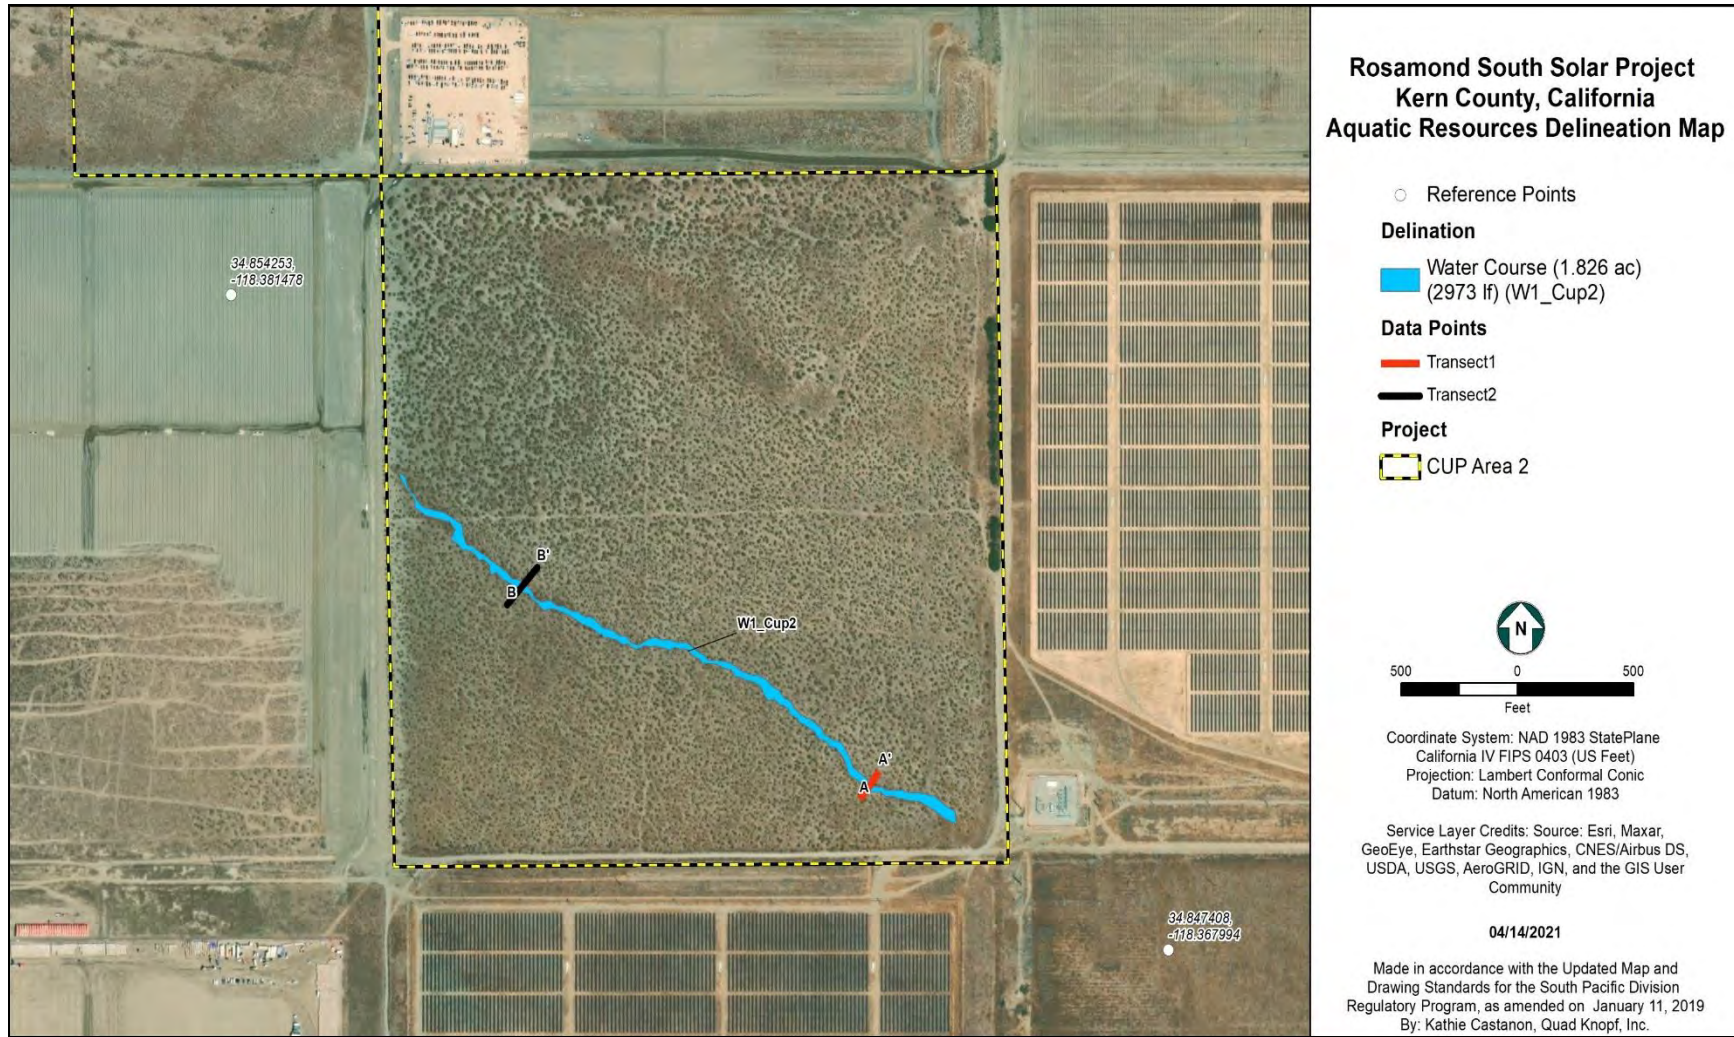 Rosamond South Solar Project
Kern County, California
Aquatic Resources Delineation Map
Reference Points
Delination
Water Course (1.826 ac)
(2973 lf) (W1_Cup2)
Data Points
Transect1
Transect2
Project
CUP Area 2
N
500 0 500
Feet
Coordinate System: NAD 1983 StatePlane
California IV FIPS 0403 (US Feet)
Projection: Lambert Conformal Conic
Datum: North American 1983
Service Layer Credits: Source: Esri, Maxar,
GeoEye, Earthstar Geographics, CNES/Airbus DS,
USDA, USGS, AeroGRID, IGN, and the GIS User
Community
04/14/2021
Made in accordance with the Updated Map and
Drawing Standards for the South Pacific Division
Regulatory Program, as amended on January 11, 2019
By: Kathie Castanon, Quad Knopf, Inc.
34.854253,
-118.381478
B'
B
W1_Cup2
A'
A
34.847408,
-118.367994